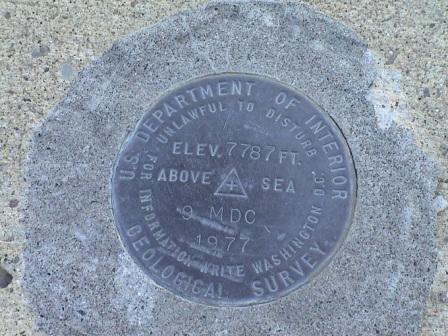 U.S. DEPARTMENT OF INTERIOR
UNLAWFUL TO DISTURB
ELEV. 7787 FT.
ABOVE SEA
9 MDC
1977
FOR INFORMATION WRITE WASHINGTON DC.
GEOLOGICAL SURVEY.